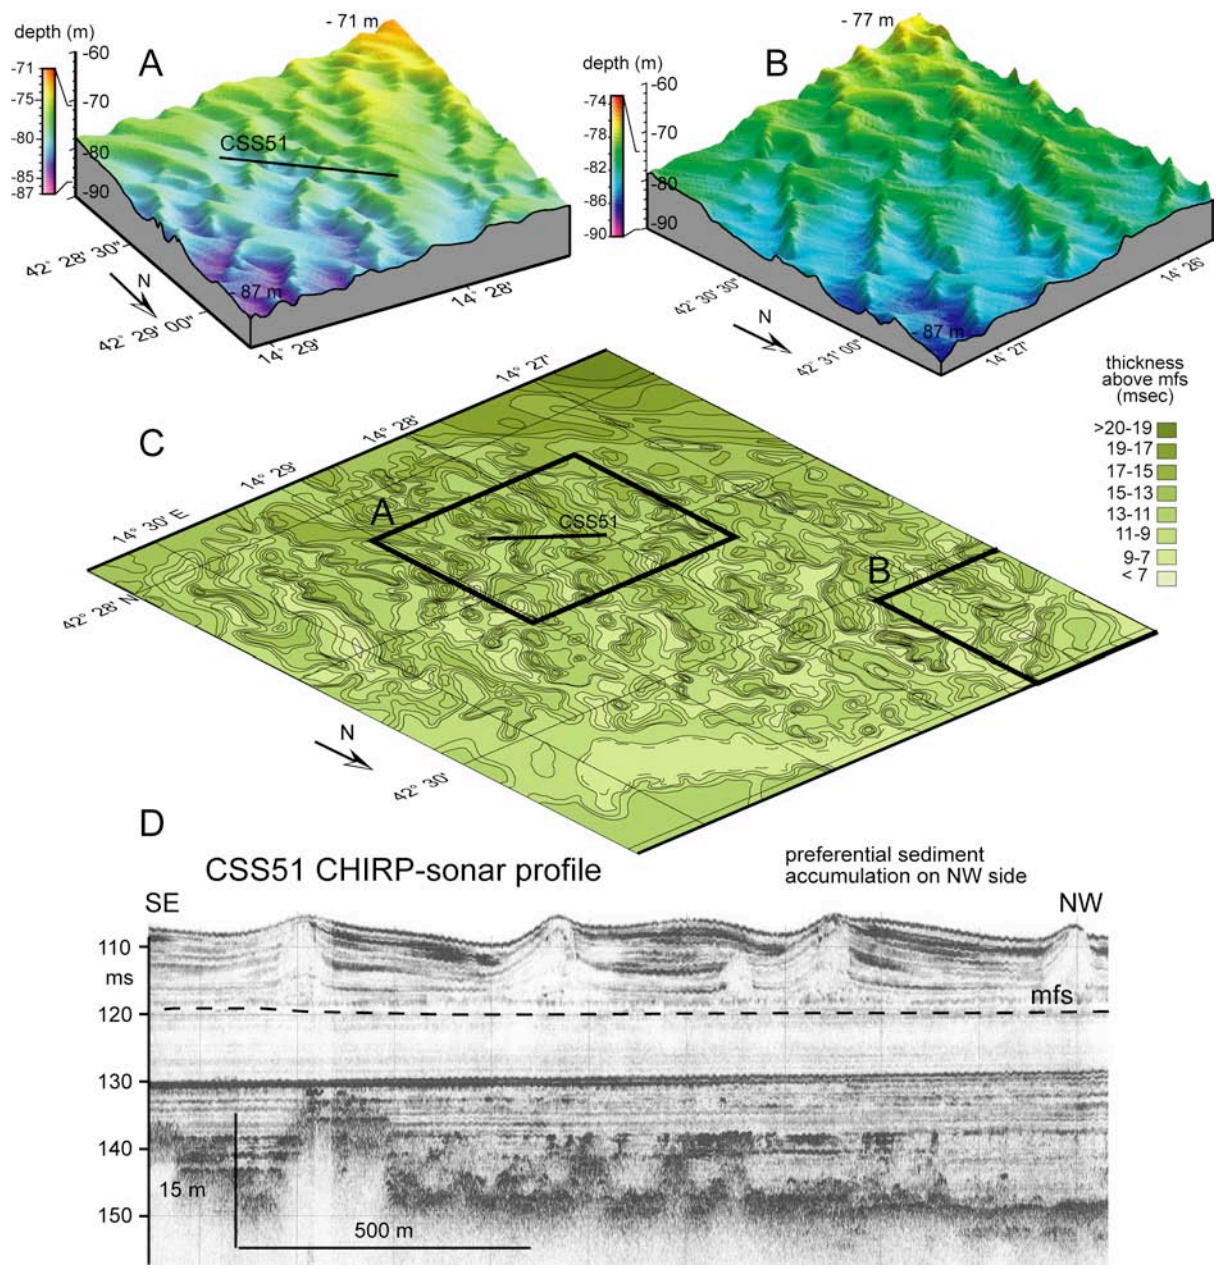 - 71 m
depth (m)
A
-60
-71
-75
-70
-80
-80
-85
-87
-90
CSS51
42° 28' 30"
N
42° 29' 00"
- 87 m
14° 29'
14° 28'
- 77 m
depth (m)
B
-60
-74
-78
-70
-82
-80
-86
-90
-90
42° 30' 30"
N
42° 31' 00"
- 87 m
14° 27'
14° 26'
thickness
above mfs
(msec)
>20-19
19-17
17-15
15-13
13-11
11-9
9-7
< 7
C
14° 27'
14° 28'
14° 29'
14° 30' E
42° 28' N
A
CSS51
B
N
42° 30'
D
CSS51 CHIRP-sonar profile
preferential sediment
accumulation on NW side
SE
NW
110
ms
mfs
120
130
140
15 m
150
500 m